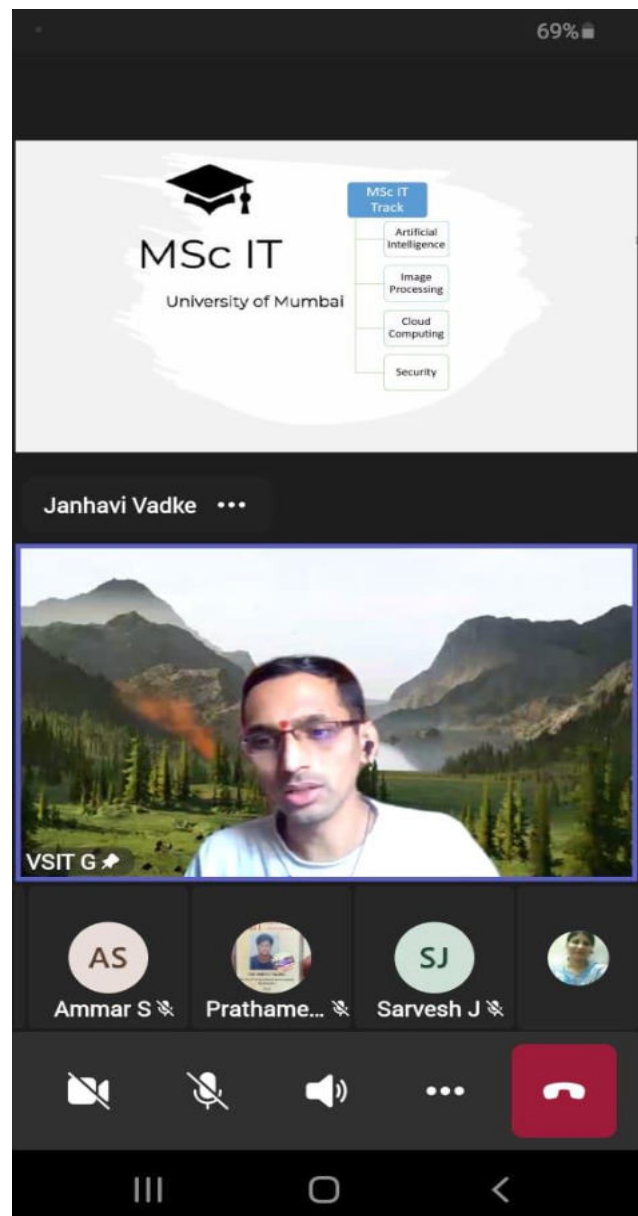 69%
MSc IT
University of Mumbai
MSc IT
Track
Artificial
Intelligence
Image
Processing
Cloud
Computing
Security
Janhavi Vadke
VSIT G
AS
Ammar S
Prathame...
SJ
Sarvesh J